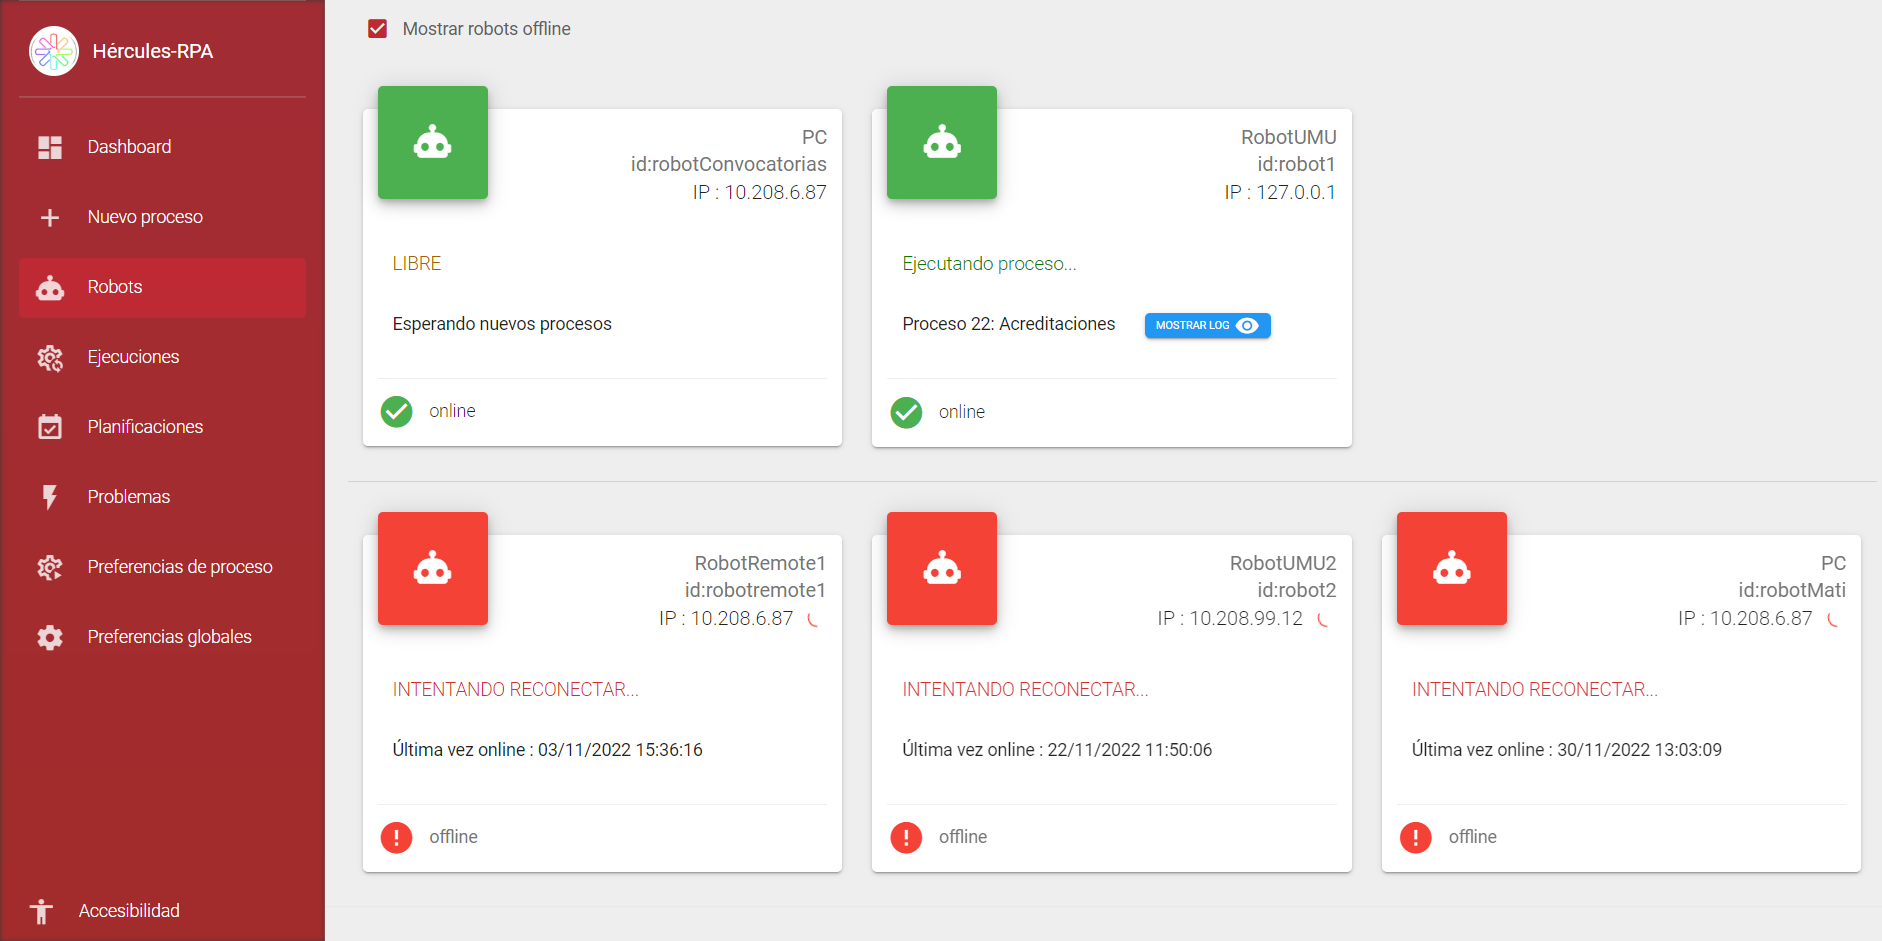 Hércules-RPA
Dashboard
Nuevo proceso
Robots
Ejecuciones
Planificaciones
Problemas
Preferencias de proceso
Preferencias globales
Accesibilidad
Mostrar robots offline
PC
id:robotConvocatorias
IP : 10.208.6.87
LIBRE
Esperando nuevos procesos
online
RobotUMU
id:robot1
IP : 127.0.0.1
Ejecutando proceso...
Proceso 22: Acreditaciones MOSTRAR LOG
online
RobotRemote1
id:robotremote1
IP : 10.208.6.87
INTENTANDO RECONECTAR...
Última vez online : 03/11/2022 15:36:16
offline
RobotUMU2
id:robot2
IP : 10.208.99.12
INTENTANDO RECONECTAR...
Última vez online : 22/11/2022 11:50:06
offline
PC
id:robotMati
IP : 10.208.6.87
INTENTANDO RECONECTAR...
Última vez online : 30/11/2022 13:03:09
offline